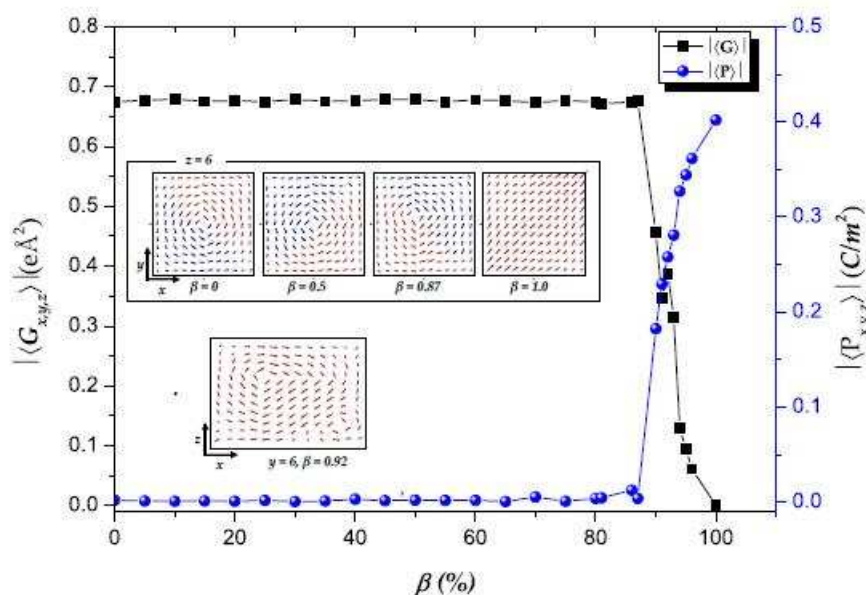 0.8
0.7
0.6
0.5
0.4
0.3
0.2
0.1
0.0
|⟨G_{x,y,z}⟩|(eÅ²)
|⟨G⟩|
|⟨P⟩|
z = 6
y
x
β = 0
β = 0.5
β = 0.87
β = 1.0
z
x
y = 6, β = 0.92
0.5
0.4
0.3
0.2
0.1
0.0
|⟨P_{x,y,z}⟩| (C/m²)
0 20 40 60 80 100
β (%)